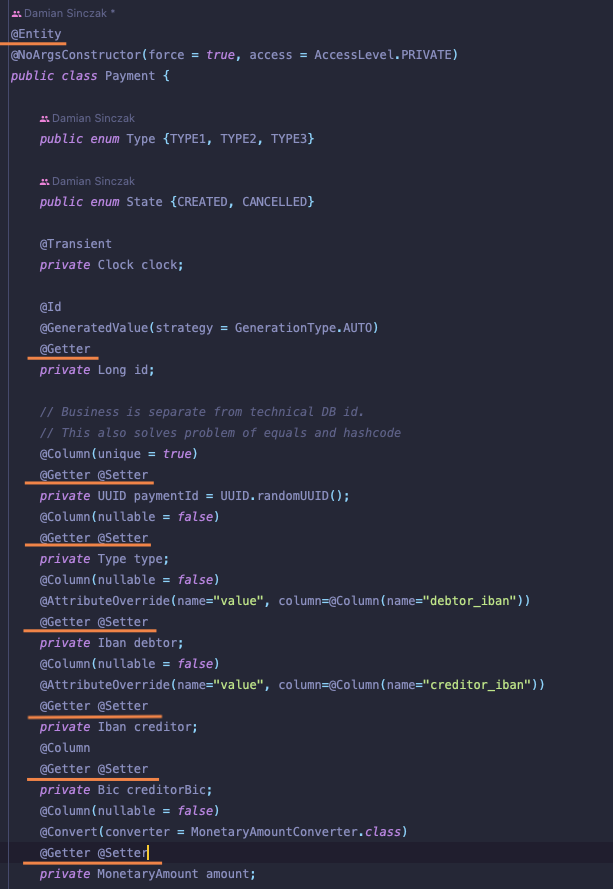 Damian Sinczak *
@Entity
@NoArgsConstructor(force = true, access = AccessLevel.PRIVATE)
public class Payment {
Damian Sinczak
public enum Type {TYPE1, TYPE2, TYPE3}
Damian Sinczak
public enum State {CREATED, CANCELLED}
@Transient
private Clock clock;
@Id
@GeneratedValue(strategy = GenerationType.AUTO)
@Getter
private Long id;
// Business is separate from technical DB id.
// This also solves problem of equals and hashcode
@Column(unique = true)
@Getter @Setter
private UUID paymentId = UUID.randomUUID();
@Column(nullable = false)
@Getter @Setter
private Type type;
@Column(nullable = false)
@AttributeOverride(name="value", column=@Column(name="debtor_iban"))
@Getter @Setter
private Iban debtor;
@Column(nullable = false)
@AttributeOverride(name="value", column=@Column(name="creditor_iban"))
@Getter @Setter
private Iban creditor;
@Column
@Getter @Setter
private Bic creditorBic;
@Column(nullable = false)
@Convert(converter = MonetaryAmountConverter.class)
@Getter @Setter
private MonetaryAmount amount;